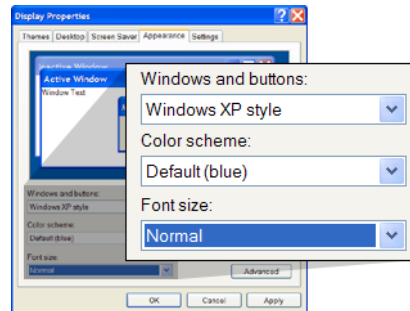 Display Properties
Themes Desktop Screen Saver Appearance Settings
Inactive Window
Active Window
Window Text
Windows and buttons:
Windows XP style
Color scheme:
Default (blue)
Font size:
Normal
Windows and buttons:
Windows XP style
Color scheme:
Default (blue)
Font size:
Normal
Advanced
OK Cancel Apply